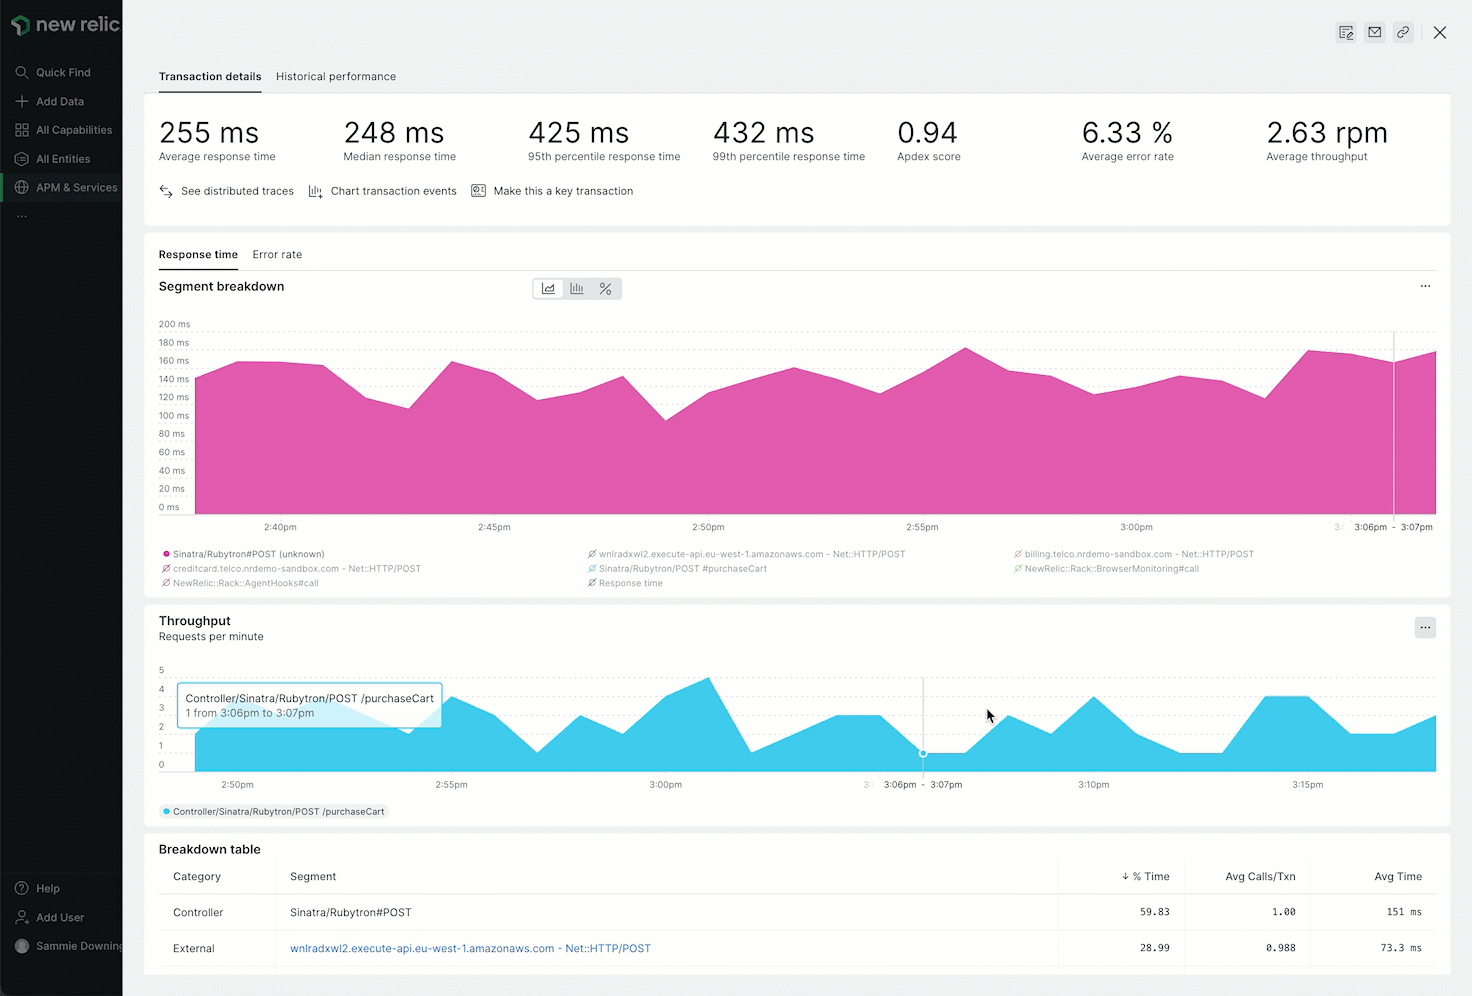 new relic
Quick Find
Add Data
All Capabilities
All Entities
APM & Services
...
Help
Add User
Sammie Downing
Transaction details Historical performance
255 ms 248 ms 425 ms 432 ms 0.94 6.33 % 2.63 rpm
Average response time Median response time 95th percentile response time 99th percentile response time Apdex score Average error rate Average throughput
See distributed traces Chart transaction events Make this a key transaction
Response time Error rate
Segment breakdown
200 ms
180 ms
160 ms
140 ms
120 ms
100 ms
80 ms
60 ms
40 ms
20 ms
0 ms
2:40pm 2:45pm 2:50pm 2:55pm 3:00pm 3:06pm - 3:07pm
Sinatra/Rubytron#POST (unknown) wnlradxwl2.execute-api.eu-west-1.amazonaws.com - Net::HTTP/POST billing.telco.nrdemo-sandbox.com - Net::HTTP/POST
creditcard.telco.nrdemo-sandbox.com - Net::HTTP/POST Sinatra/Rubytron/POST #purchaseCart NewRelic::Rack::BrowserMonitoring#call
NewRelic::Rack::AgentHooks#call Response time
Throughput
Requests per minute
5
4
3
2
1
0
Controller/Sinatra/Rubytron/POST /purchaseCart
1 from 3:06pm to 3:07pm
2:50pm 2:55pm 3:00pm 3:06pm - 3:07pm 3:10pm 3:15pm
Controller/Sinatra/Rubytron/POST /purchaseCart
Breakdown table
Category Segment ↓ % Time Avg Calls/Txn Avg Time
Controller Sinatra/Rubytron#POST 59.83 1.00 151 ms
External wnlradxwl2.execute-api.eu-west-1.amazonaws.com - Net::HTTP/POST 28.99 0.988 73.3 ms